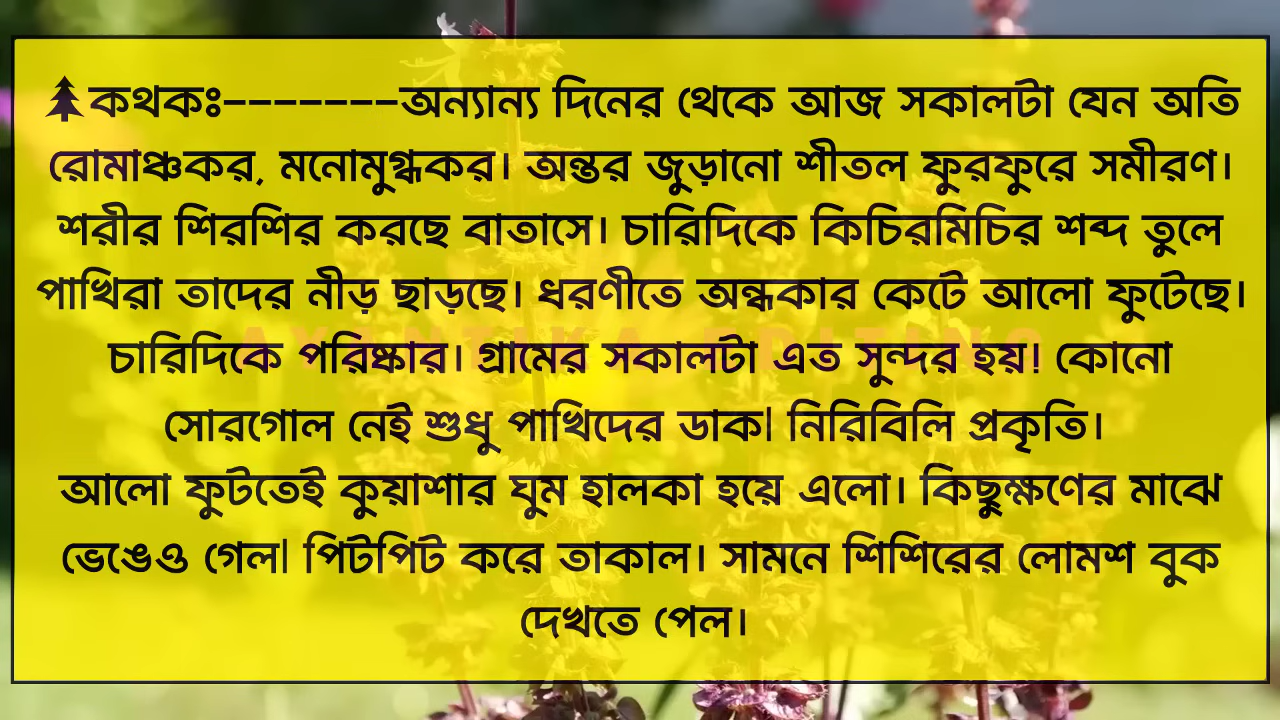 🌲কথকঃ-------অন্যান্য দিনের থেকে আজ সকালটা যেন অতি
রোমাঞ্চকর, মনোমুগ্ধকর। অন্তর জুড়ানো শীতল ফুরফুরে সমীরণ।
শরীর শিরশির করছে বাতাসে। চারিদিকে কিচিরমিচির শব্দ তুলে
পাখিরা তাদের নীড় ছাড়ছে। ধরণীতে অন্ধকার কেটে আলো ফুটেছে।
চারিদিকে পরিষ্কার। গ্রামের সকালটা এত সুন্দর হয়! কোনো
সোরগোল নেই শুধু পাখিদের ডাক| নিরিবিলি প্রকৃতি।
আলো ফুটতেই কুয়াশার ঘুম হালকা হয়ে এলো। কিছুক্ষণের মাঝে
ভেঙেও গেল| পিটপিট করে তাকাল। সামনে শিশিরের লোমশ বুক
দেখতে পেল।